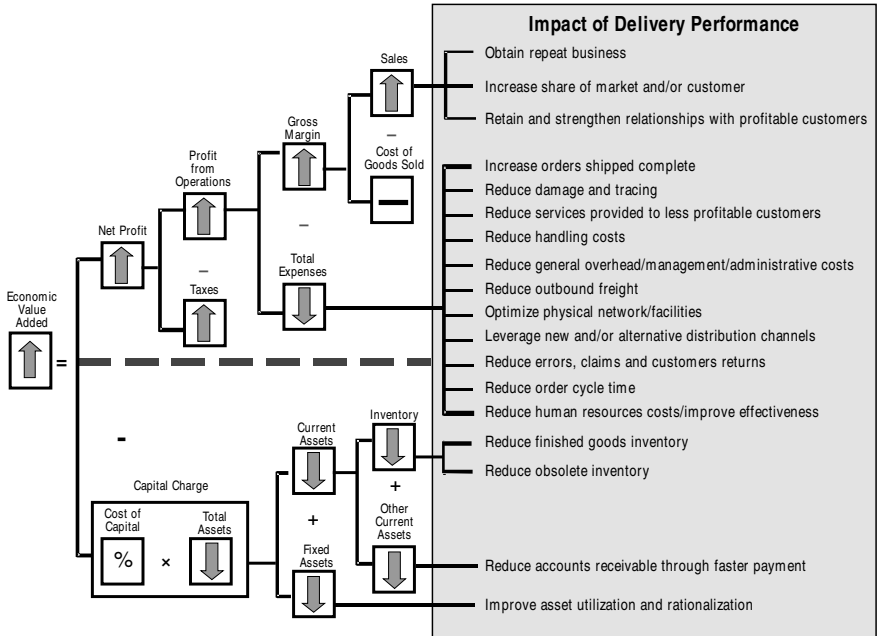 Impact of Delivery Performance
Sales
Obtain repeat business
Increase share of market and/or customer
Retain and strengthen relationships with profitable customers
–
Gross
Margin
Cost of
Goods Sold
Profit
from
Operations
Increase orders shipped complete
Reduce damage and tracing
Reduce services provided to less profitable customers
Reduce handling costs
Reduce general overhead/management/administrative costs
Reduce outbound freight
Optimize physical network/facilities
Leverage new and/or alternative distribution channels
Reduce errors, claims and customers returns
Reduce order cycle time
Reduce human resources costs/improve effectiveness
–
Net Profit
–
Total
Expenses
Taxes
Economic
Value
Added
=
-
Inventory
Current
Assets
Reduce finished goods inventory
Reduce obsolete inventory
+
Capital Charge
Cost of
Capital
%
×
Total
Assets
+
Other
Current
Assets
Fixed
Assets
Reduce accounts receivable through faster payment
Improve asset utilization and rationalization